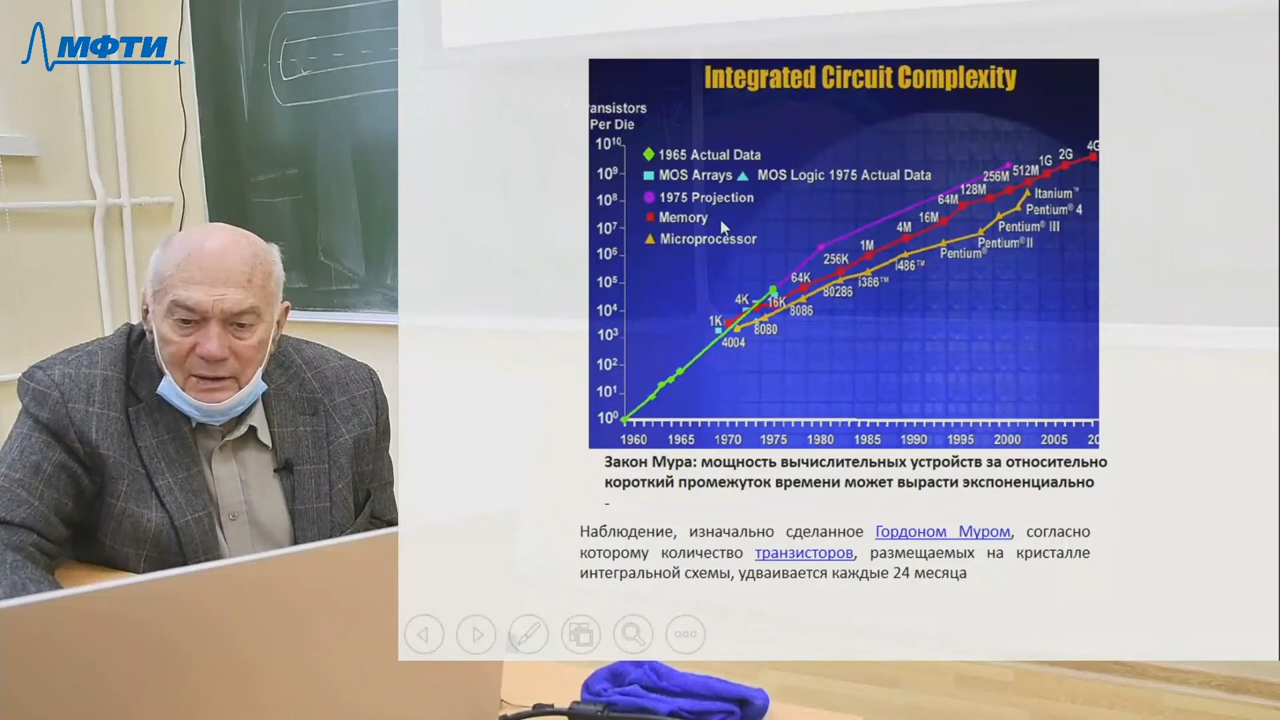 МФТИ
Integrated Circuit Complexity
ransistors
Per Die
10¹⁰
10⁹
10⁸
10⁷
10⁶
10⁵
10⁴
10³
10²
10¹
10⁰
1965 Actual Data
MOS Arrays MOS Logic 1975 Actual Data
1975 Projection
Memory
Microprocessor
1K
4K
16K
64K
256K
1M
4M
16M
64M
128M
256M
512M
1G
2G
4G
4004
8080
8086
80286
i386™
i486™
Pentium®
Pentium® II
Pentium® III
Pentium® 4
Itanium™
1960 1965 1970 1975 1980 1985 1990 1995 2000 2005 20
Закон Мура: мощность вычислительных устройств за относительно
короткий промежуток времени может вырасти экспоненциально
-
Наблюдение, изначально сделанное Гордоном Муром, согласно
которому количество транзисторов, размещаемых на кристалле
интегральной схемы, удваивается каждые 24 месяца